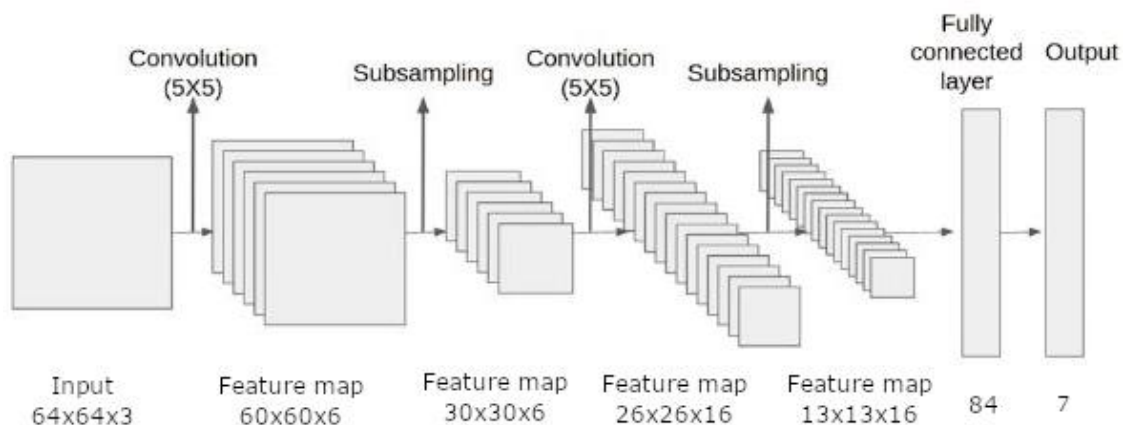 Convolution
(5X5)
Subsampling
Convolution
(5X5)
Subsampling
Fully
connected
layer
Output
Input
64x64x3
Feature map
60x60x6
Feature map
30x30x6
Feature map
26x26x16
Feature map
13x13x16
84
7